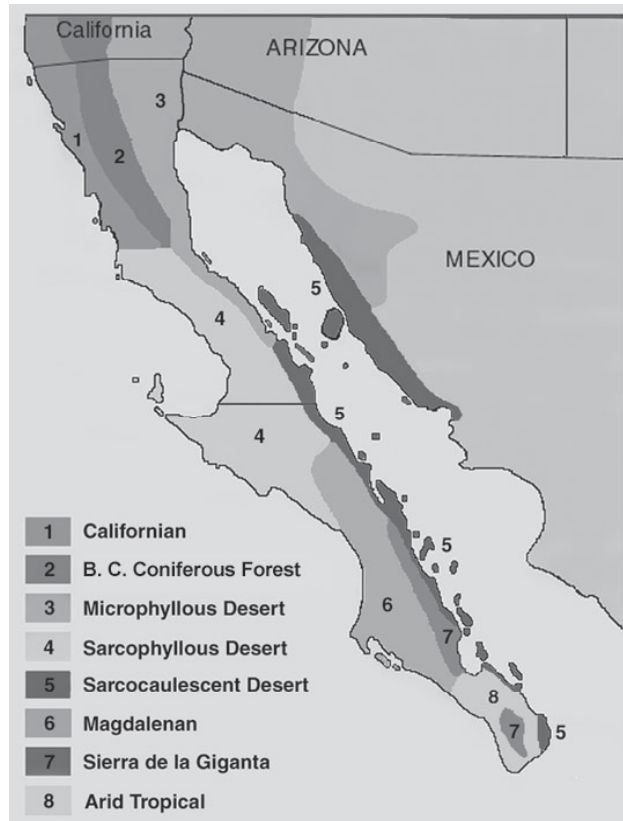 California
ARIZONA
3
1
2
MEXICO
5
4
5
4
5
6
7
8
7
5
1 Californian
2 B. C. Coniferous Forest
3 Microphyllous Desert
4 Sarcophyllous Desert
5 Sarcocaulescent Desert
6 Magdalenan
7 Sierra de la Giganta
8 Arid Tropical